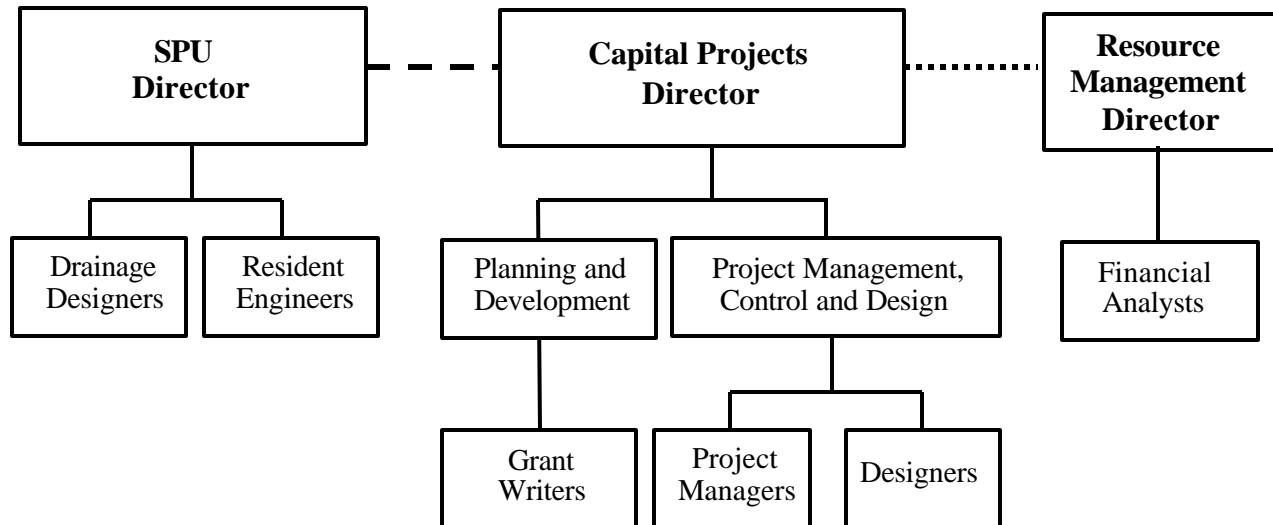 SPU
Director
Capital Projects
Director
Resource
Management
Director
Drainage
Designers
Resident
Engineers
Planning and
Development
Project Management,
Control and Design
Financial
Analysts
Grant
Writers
Project
Managers
Designers